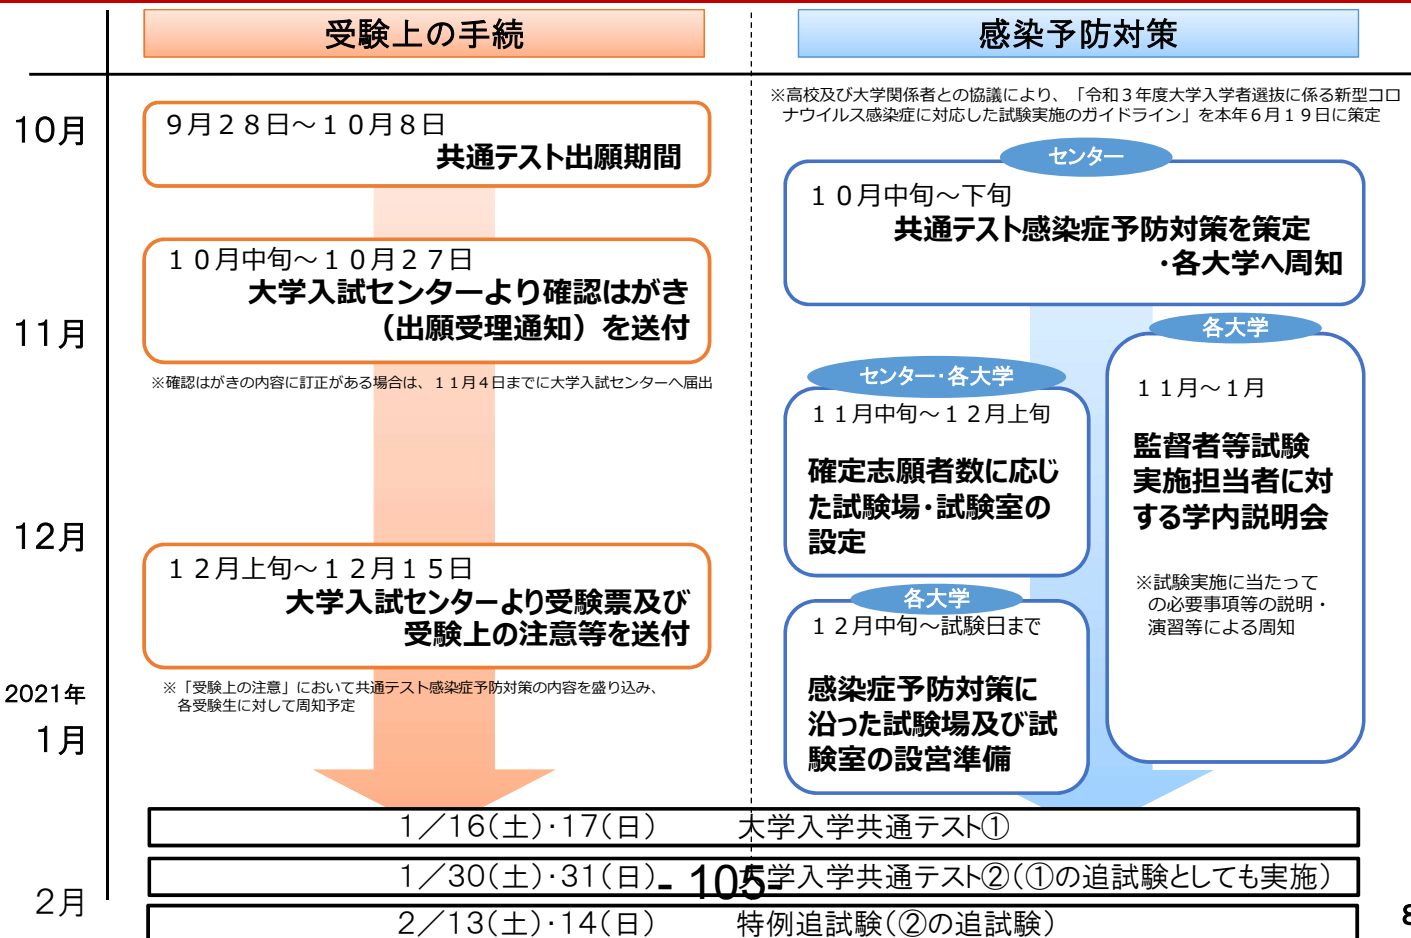 受験上の手続
感染予防対策
10月
11月
12月
2021年
1月
2月
９月２８日～１０月８日
共通テスト出願期間
１０月中旬～１０月２７日
大学入試センターより確認はがき
（出願受理通知）を送付
※確認はがきの内容に訂正がある場合は、１１月４日までに大学入試センターへ届出
１２月上旬～１２月１５日
大学入試センターより受験票及び
受験上の注意等を送付
※「受験上の注意」において共通テスト感染症予防対策の内容を盛り込み、
各受験生に対して周知予定
※高校及び大学関係者との協議により、「令和３年度大学入学者選抜に係る新型コロ
ナウイルス感染症に対応した試験実施のガイドライン」を本年６月１９日に策定
センター
１０月中旬～下旬
共通テスト感染症予防対策を策定
・各大学へ周知
センター・各大学
１１月中旬～１２月上旬
確定志願者数に応じ
た試験場・試験室の
設定
各大学
１２月中旬～試験日まで
感染症予防対策に
沿った試験場及び試
験室の設営準備
各大学
１１月～１月
監督者等試験
実施担当者に対
する学内説明会
※試験実施に当たって
の必要事項等の説明・
演習等による周知
1／16(土)・17(日) 大学入学共通テスト①
1／30(土)・31(日) 大学入学共通テスト②(①の追試験としても実施)
2／13(土)・14(日) 特例追試験(②の追試験)
- 105-
8